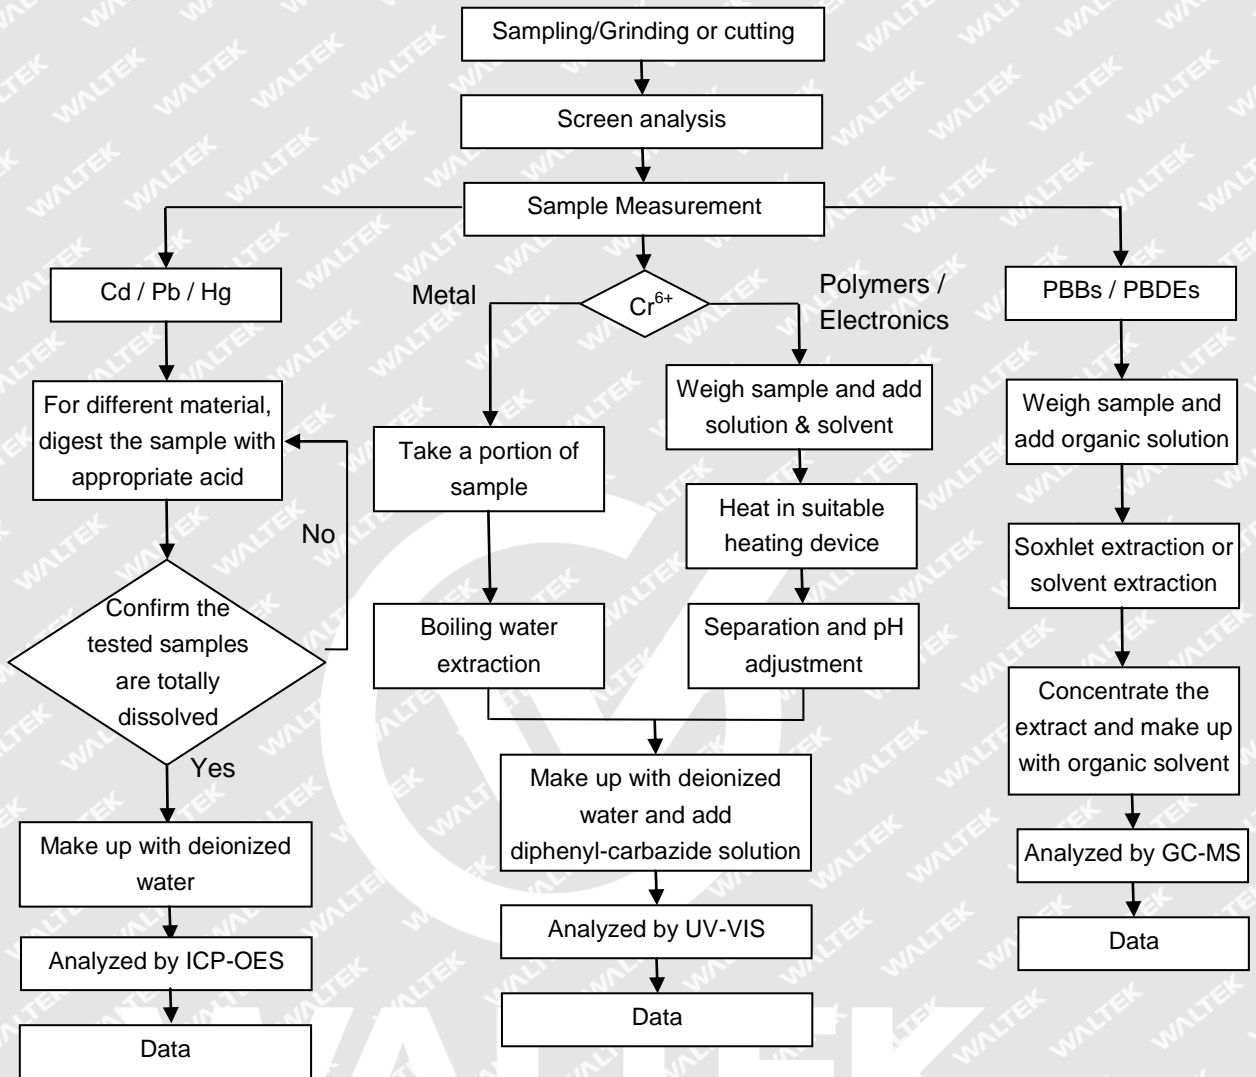 Sampling/Grinding or cutting
Screen analysis
Sample Measurement
Cd / Pb / Hg
For different material,
digest the sample with
appropriate acid
No
Confirm the
tested samples
are totally
dissolved
Yes
Make up with deionized
water
Analyzed by ICP-OES
Data
Metal
Cr6+
Polymers /
Electronics
Take a portion of
sample
Boiling water
extraction
Weigh sample and add
solution & solvent
Heat in suitable
heating device
Separation and pH
adjustment
Make up with deionized
water and add
diphenyl-carbazide solution
Analyzed by UV-VIS
Data
PBBs / PBDEs
Weigh sample and
add organic solution
Soxhlet extraction or
solvent extraction
Concentrate the
extract and make up
with organic solvent
Analyzed by GC-MS
Data
WALTEK